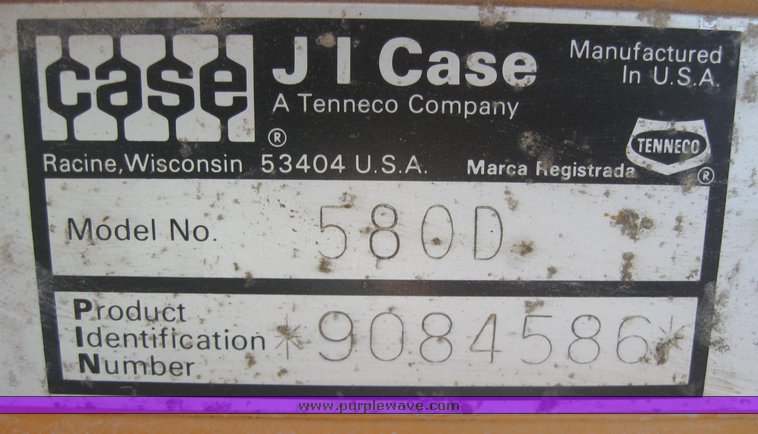 case
J I Case
Manufactured
In U.S.A.
A Tenneco Company
®
TENNECO
®
Racine, Wisconsin 53404 U.S.A.
Marca Registrada
Model No. 580D
Product
Identification
Number
*9084586*
www.purplewave.com